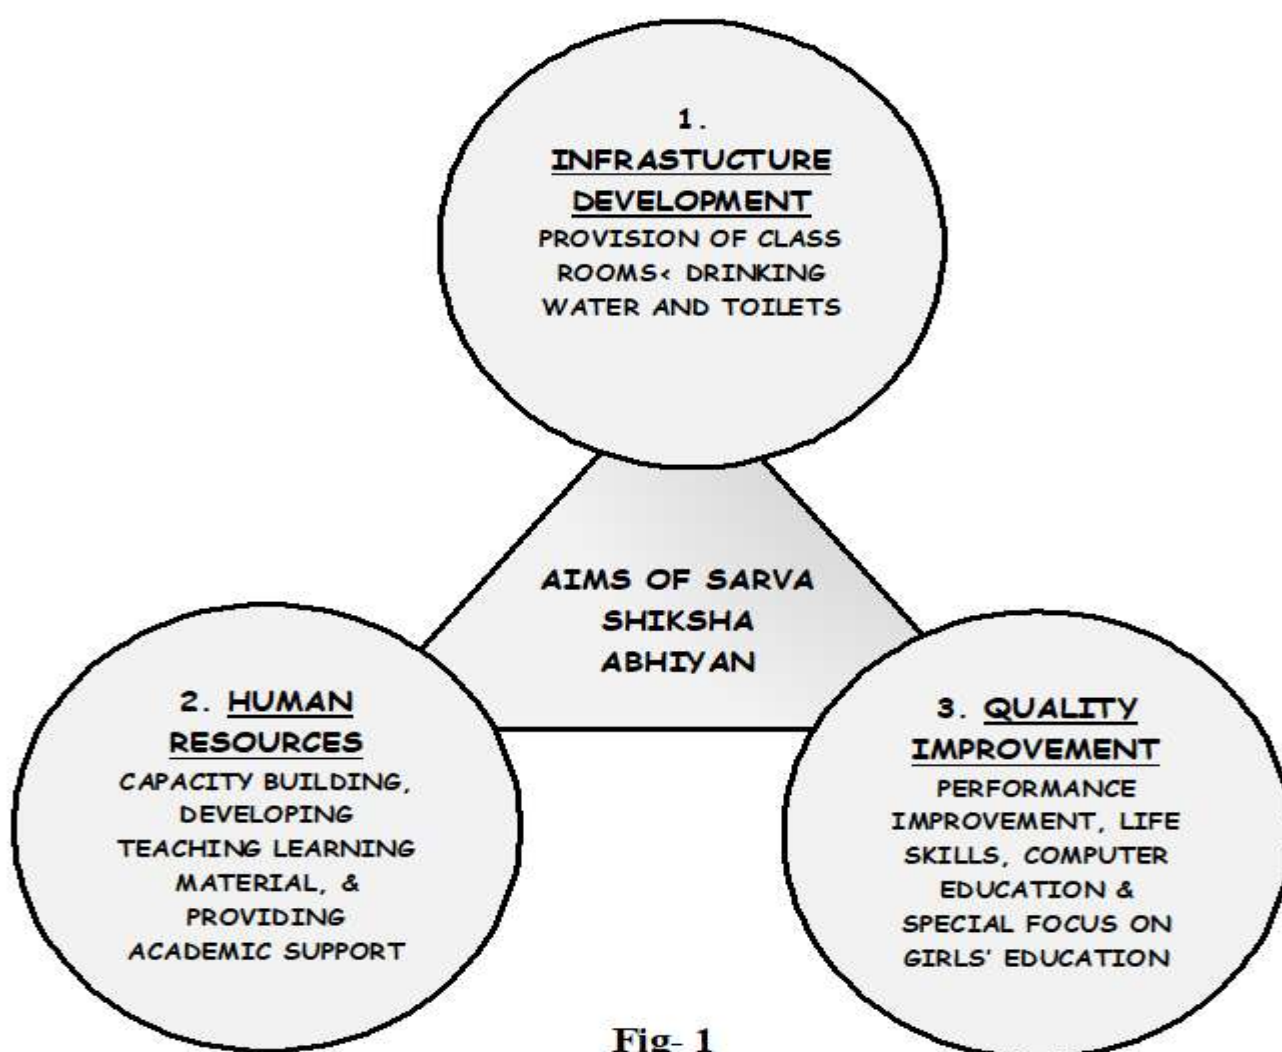 1.
INFRASTUCTURE
DEVELOPMENT
PROVISION OF CLASS
ROOMS< DRINKING
WATER AND TOILETS
AIMS OF SARVA
SHIKSHA
ABHIYAN
2. HUMAN
RESOURCES
CAPACITY BUILDING,
DEVELOPING
TEACHING LEARNING
MATERIAL, &
PROVIDING
ACADEMIC SUPPORT
3. QUALITY
IMPROVEMENT
PERFORMANCE
IMPROVEMENT, LIFE
SKILLS, COMPUTER
EDUCATION &
SPECIAL FOCUS ON
GIRLS' EDUCATION
Fig- 1